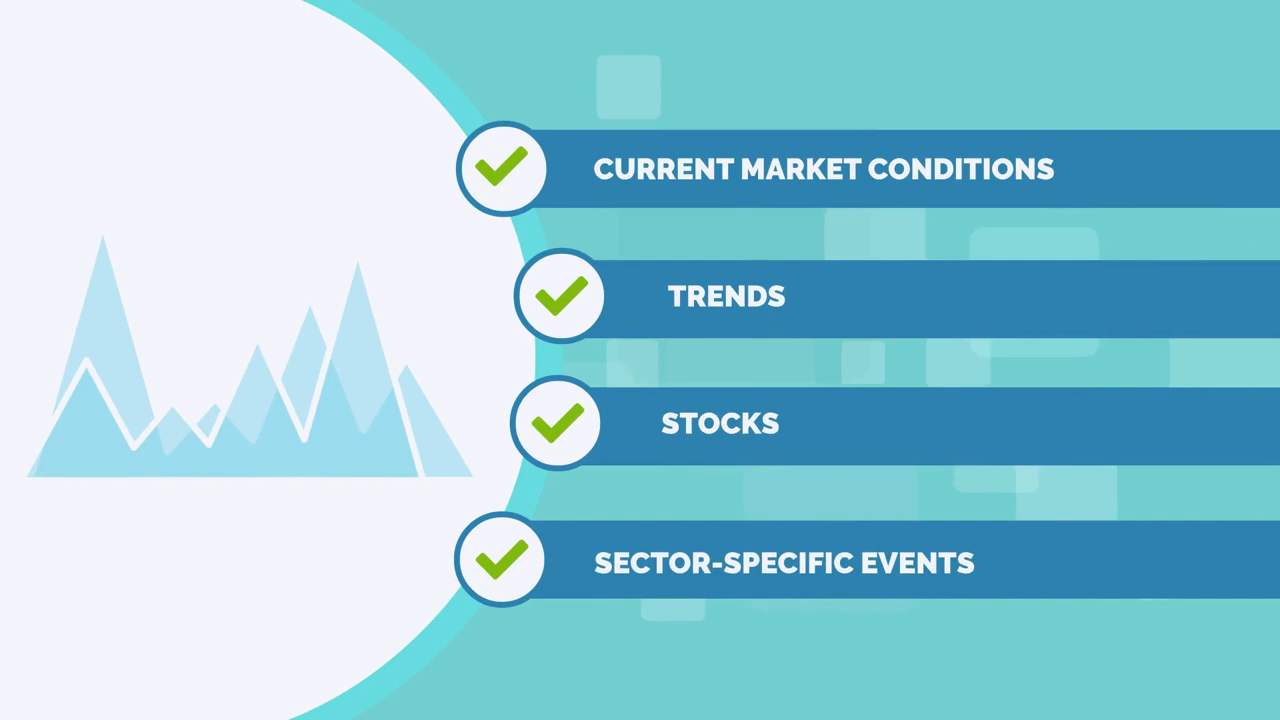 CURRENT MARKET CONDITIONS
TRENDS
STOCKS
SECTOR-SPECIFIC EVENTS